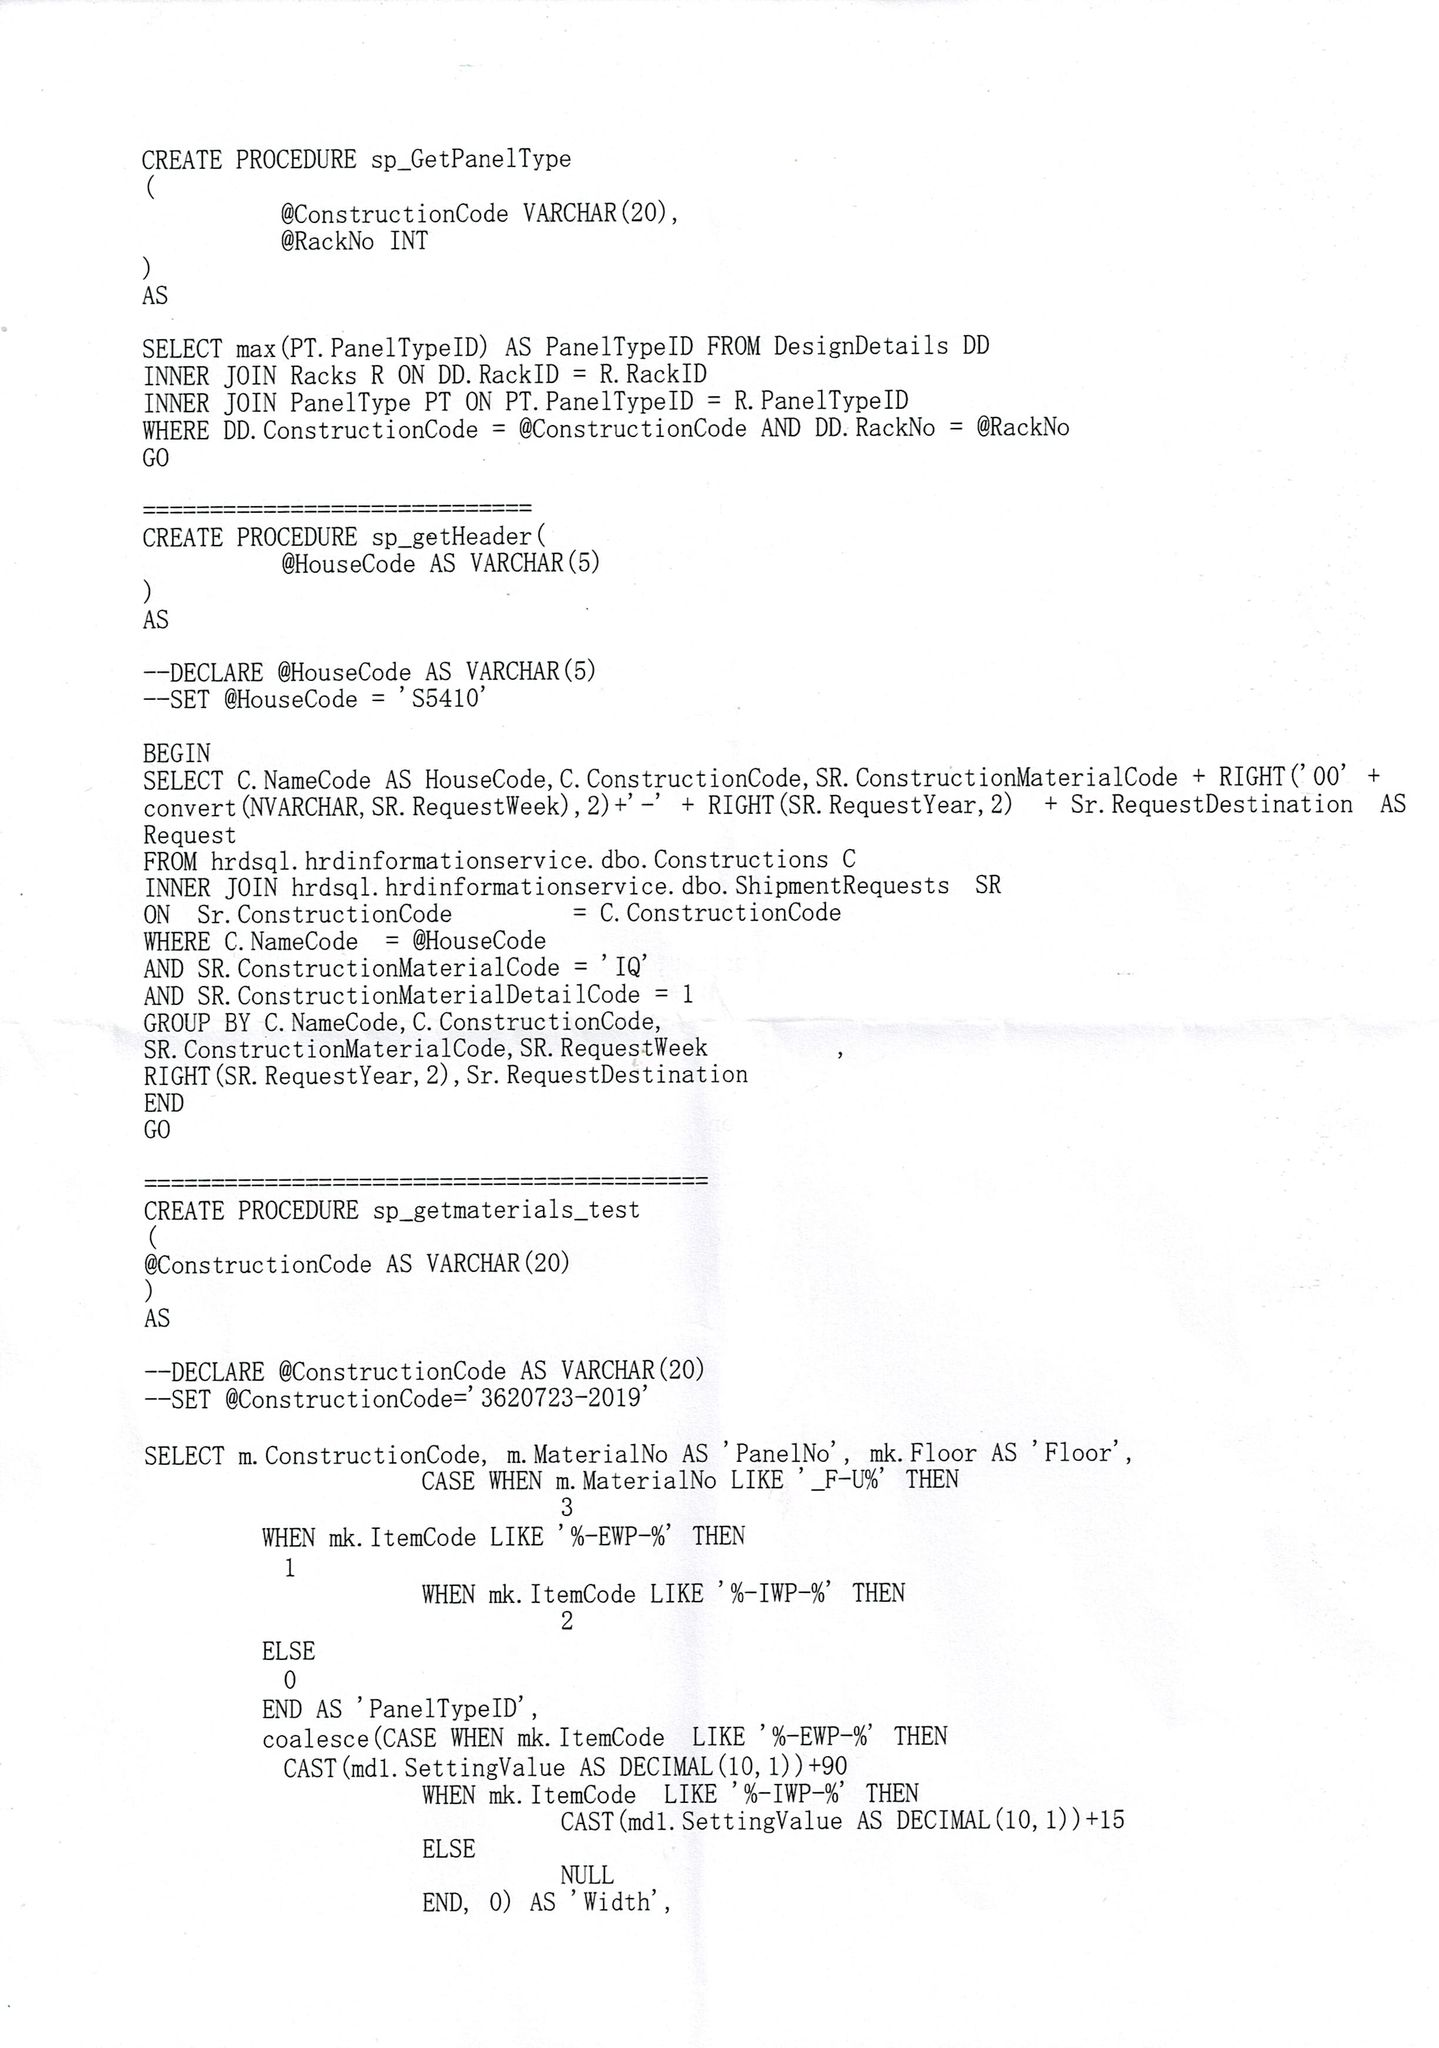 CREATE PROCEDURE sp_GetPanelType
(
@ConstructionCode VARCHAR(20),
@RackNo INT
)
AS
SELECT max(PT.PanelTypeID) AS PanelTypeID FROM DesignDetails DD
INNER JOIN Racks R ON DD.RackID = R.RackID
INNER JOIN PanelType PT ON PT.PanelTypeID = R.PanelTypeID
WHERE DD.ConstructionCode = @ConstructionCode AND DD.RackNo = @RackNo
GO
=============================
CREATE PROCEDURE sp_getHeader(
@HouseCode AS VARCHAR(5)
)
AS
--DECLARE @HouseCode AS VARCHAR(5)
--SET @HouseCode = 'S5410'
BEGIN
SELECT C.NameCode AS HouseCode,C.ConstructionCode,SR.ConstructionMaterialCode + RIGHT('00' +
convert(NVARCHAR,SR.RequestWeek),2)+'-' + RIGHT(SR.RequestYear,2) + Sr.RequestDestination AS
Request
FROM hrdsql.hrdinformationservice.dbo.Constructions C
INNER JOIN hrdsql.hrdinformationservice.dbo.ShipmentRequests SR
ON Sr.ConstructionCode = C.ConstructionCode
WHERE C.NameCode = @HouseCode
AND SR.ConstructionMaterialCode = 'IQ'
AND SR.ConstructionMaterialDetailCode = 1
GROUP BY C.NameCode,C.ConstructionCode,
SR.ConstructionMaterialCode,SR.RequestWeek ,
RIGHT(SR.RequestYear,2),Sr.RequestDestination
END
GO
==========================================
CREATE PROCEDURE sp_getmaterials_test
(
@ConstructionCode AS VARCHAR(20)
)
AS
--DECLARE @ConstructionCode AS VARCHAR(20)
--SET @ConstructionCode='3620723-2019'
SELECT m.ConstructionCode, m.MaterialNo AS 'PanelNo', mk.Floor AS 'Floor',
CASE WHEN m.MaterialNo LIKE '_F-U%' THEN
3
WHEN mk.ItemCode LIKE '%-EWP-%' THEN
1
WHEN mk.ItemCode LIKE '%-IWP-%' THEN
2
ELSE
0
END AS 'PanelTypeID',
coalesce(CASE WHEN mk.ItemCode LIKE '%-EWP-%' THEN
CAST(md1.SettingValue AS DECIMAL(10,1))+90
WHEN mk.ItemCode LIKE '%-IWP-%' THEN
CAST(md1.SettingValue AS DECIMAL(10,1))+15
ELSE
NULL
END, 0) AS 'Width',